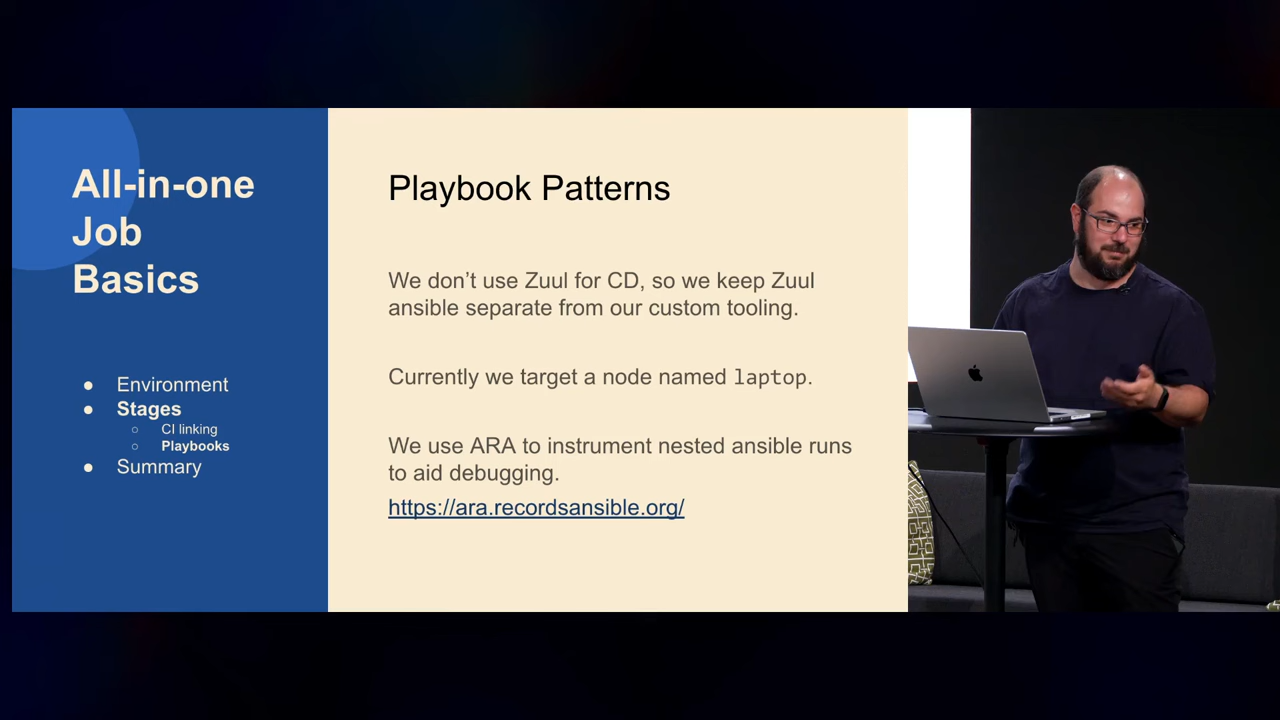 All-in-one
Job
Basics
Environment
Stages
CI linking
Playbooks
Summary
Playbook Patterns
We don’t use Zuul for CD, so we keep Zuul
ansible separate from our custom tooling.
Currently we target a node named laptop.
We use ARA to instrument nested ansible runs
to aid debugging.
https://ara.recordsansible.org/